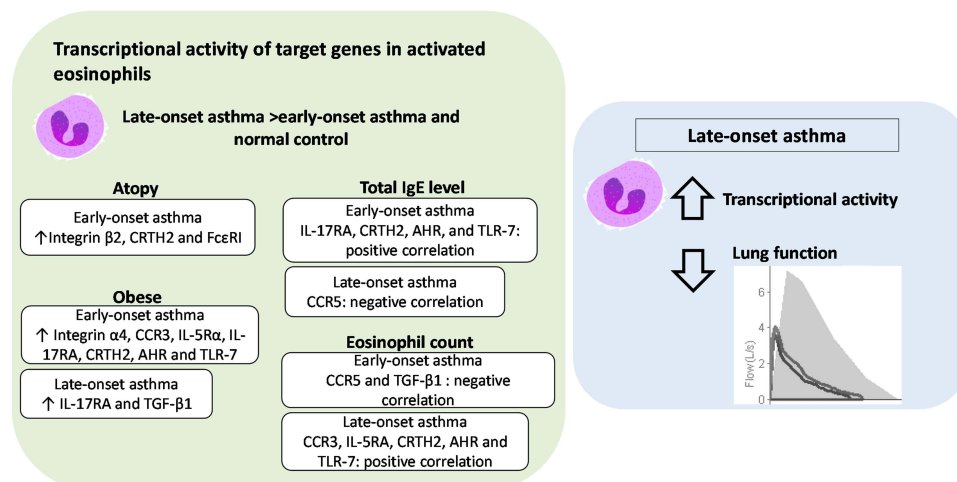 Transcriptional activity of target genes in activated
eosinophils
Late-onset asthma >early-onset asthma and
normal control
Atopy
Early-onset asthma
↑Integrin β2, CRTH2 and FcεRI
Obese
Early-onset asthma
↑ Integrin α4, CCR3, IL-5Rα, IL-
17RA, CRTH2, AHR and TLR-7
Late-onset asthma
↑ IL-17RA and TGF-β1
Total IgE level
Early-onset asthma
IL-17RA, CRTH2, AHR, and TLR-7:
positive correlation
Late-onset asthma
CCR5: negative correlation
Eosinophil count
Early-onset asthma
CCR5 and TGF-β1 : negative
correlation
Late-onset asthma
CCR3, IL-5RA, CRTH2, AHR and
TLR-7: positive correlation
Late-onset asthma
Transcriptional activity
Lung function
Flow(L/s)
6
4
2
0